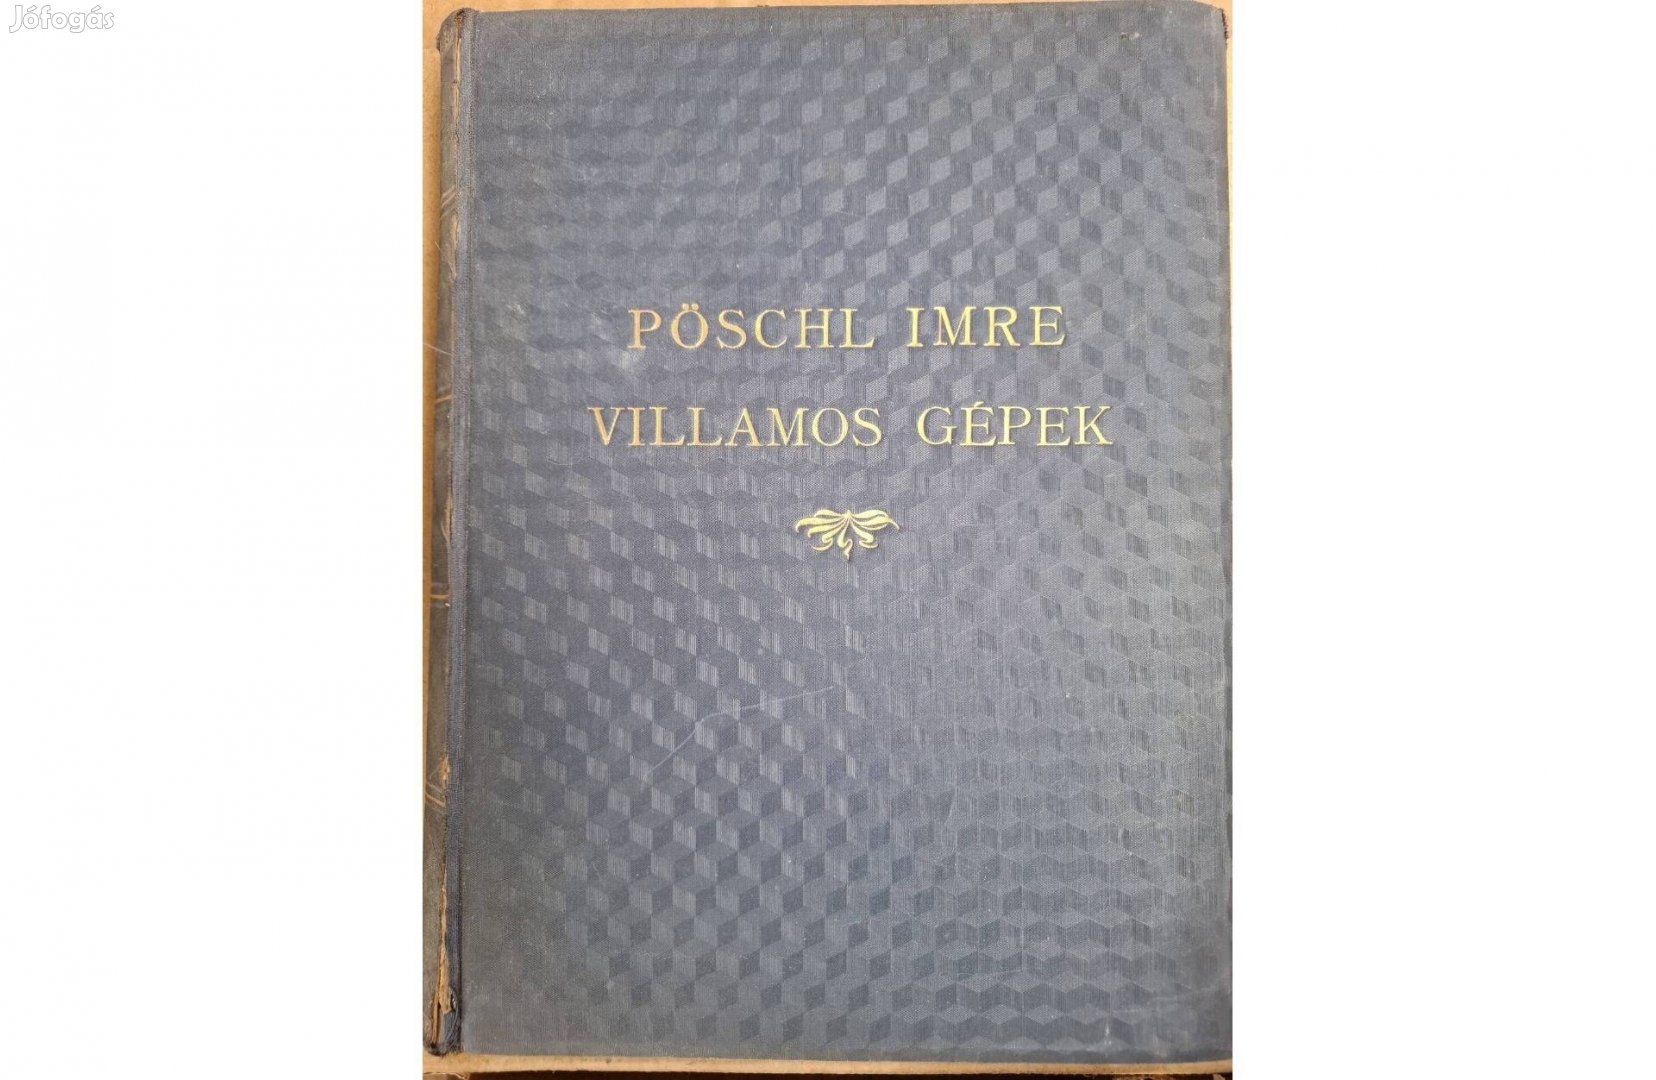 Jófogás
PÖSCHL IMRE
VILLAMOS GÉPEK